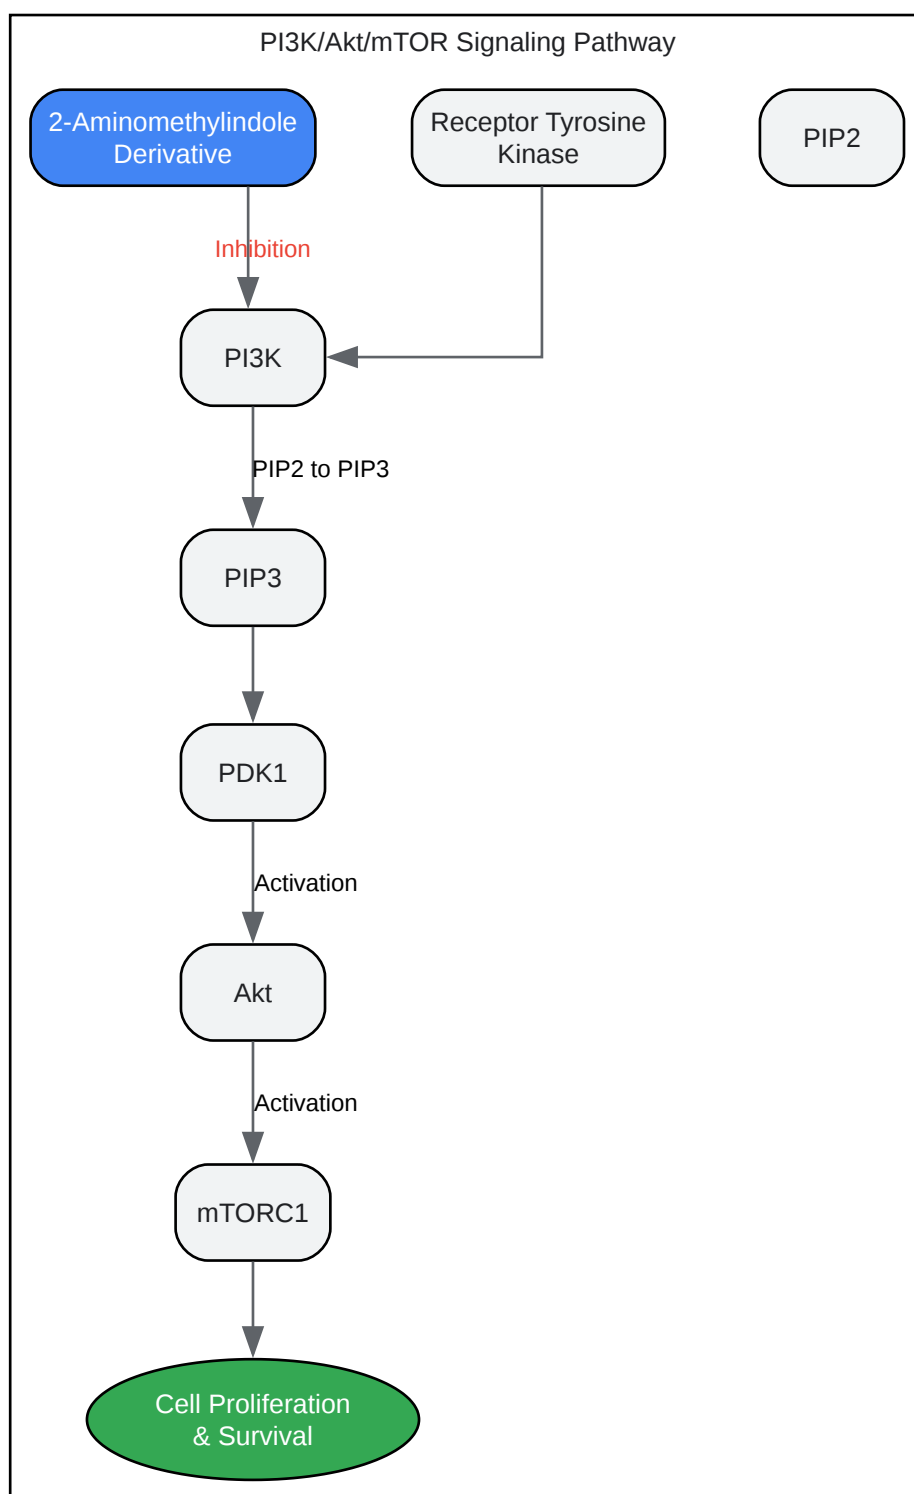 PI3K/Akt/mTOR Signaling Pathway
2-Aminomethylindole
Derivative
Receptor Tyrosine
Kinase
PIP2
Inhibition
PI3K
PIP2 to PIP3
PIP3
PDK1
Activation
Akt
Activation
mTORC1
Cell Proliferation
& Survival